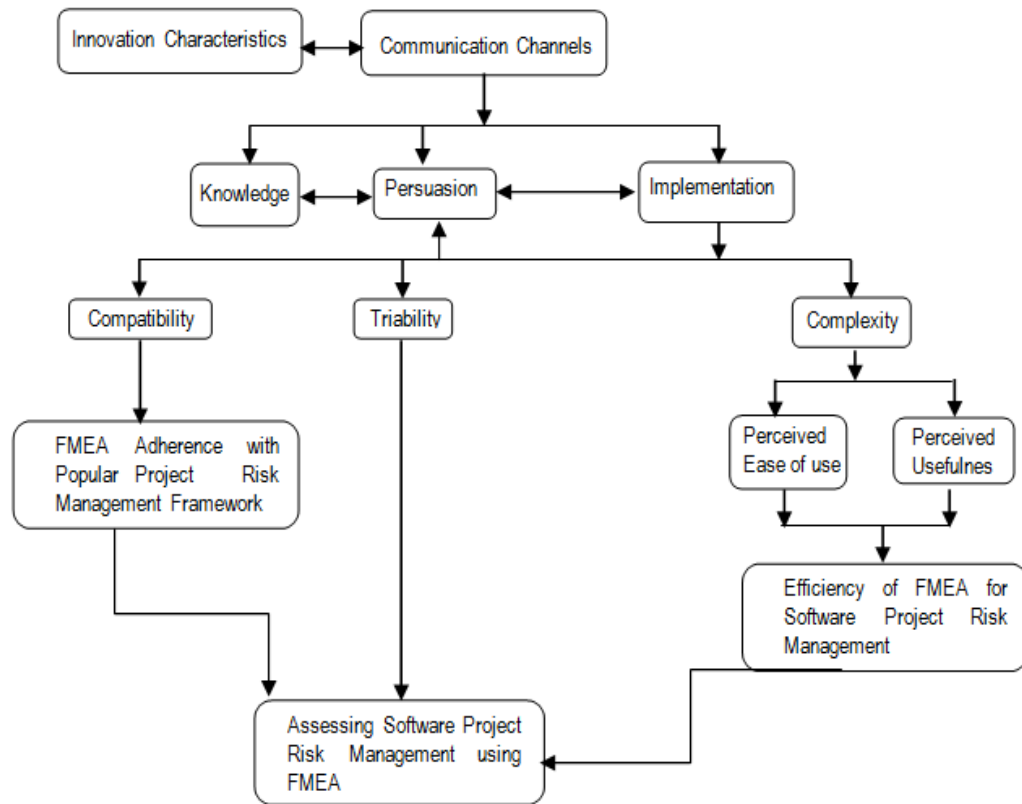 Innovation Characteristics
Communication Channels
Knowledge
Persuasion
Implementation
Compatibility
Triability
Complexity
FMEA Adherence with
Popular Project Risk
Management Framework
Perceived
Ease of use
Perceived
Usefulnes
Efficiency of FMEA for
Software Project Risk
Management
Assessing Software Project
Risk Management using
FMEA